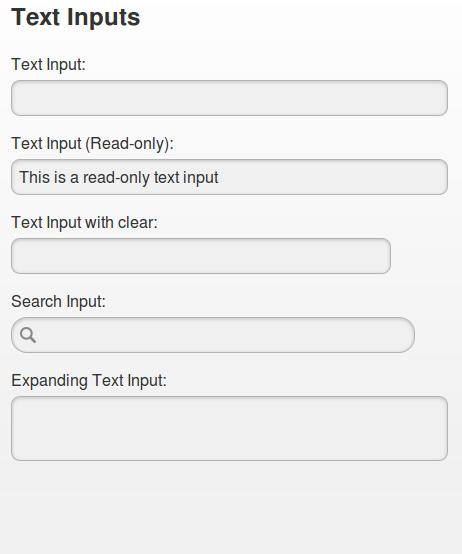 Text Inputs
Text Input:
Text Input (Read-only):
This is a read-only text input
Text Input with clear:
Search Input:
Expanding Text Input: